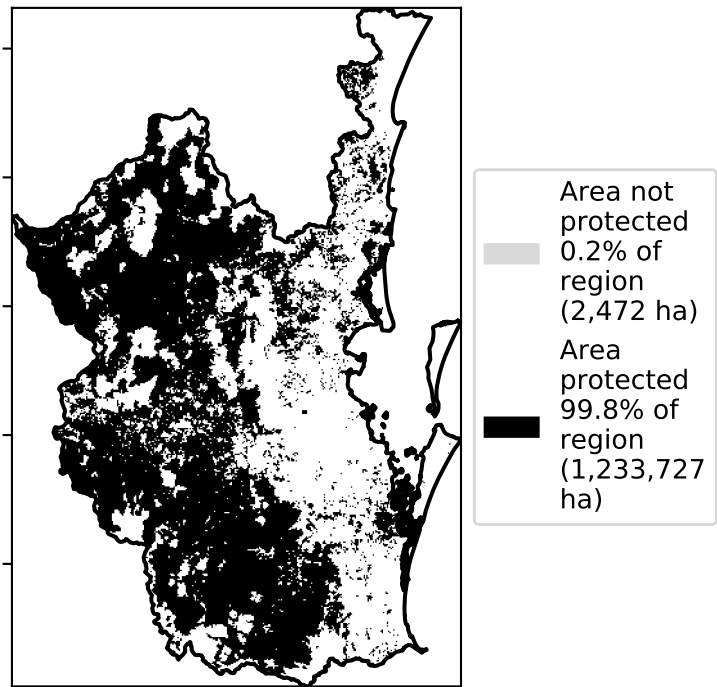 Area not
protected
0.2% of
region
(2,472 ha)
Area
protected
99.8% of
region
(1,233,727
ha)